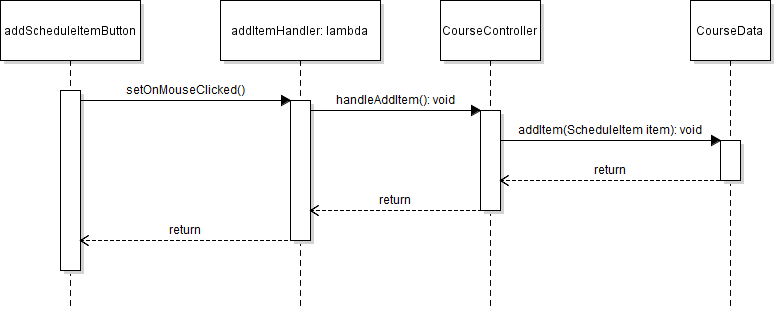 addScheduleItemButton
addItemHandler: lambda
CourseController
CourseData
setOnMouseClicked()
handleAddItem(): void
addItem(ScheduleItem item): void
return
return
return